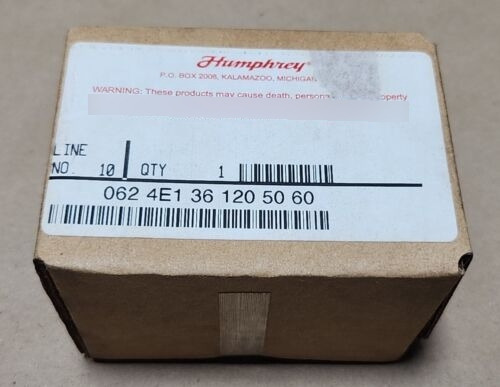 Humphrey
P.O. BOX 2008, KALAMAZOO, MICHIGAN
WARNING: These products may cause death, property
LINE
NO. 10 QTY 1
062 4E1 36 120 50 60